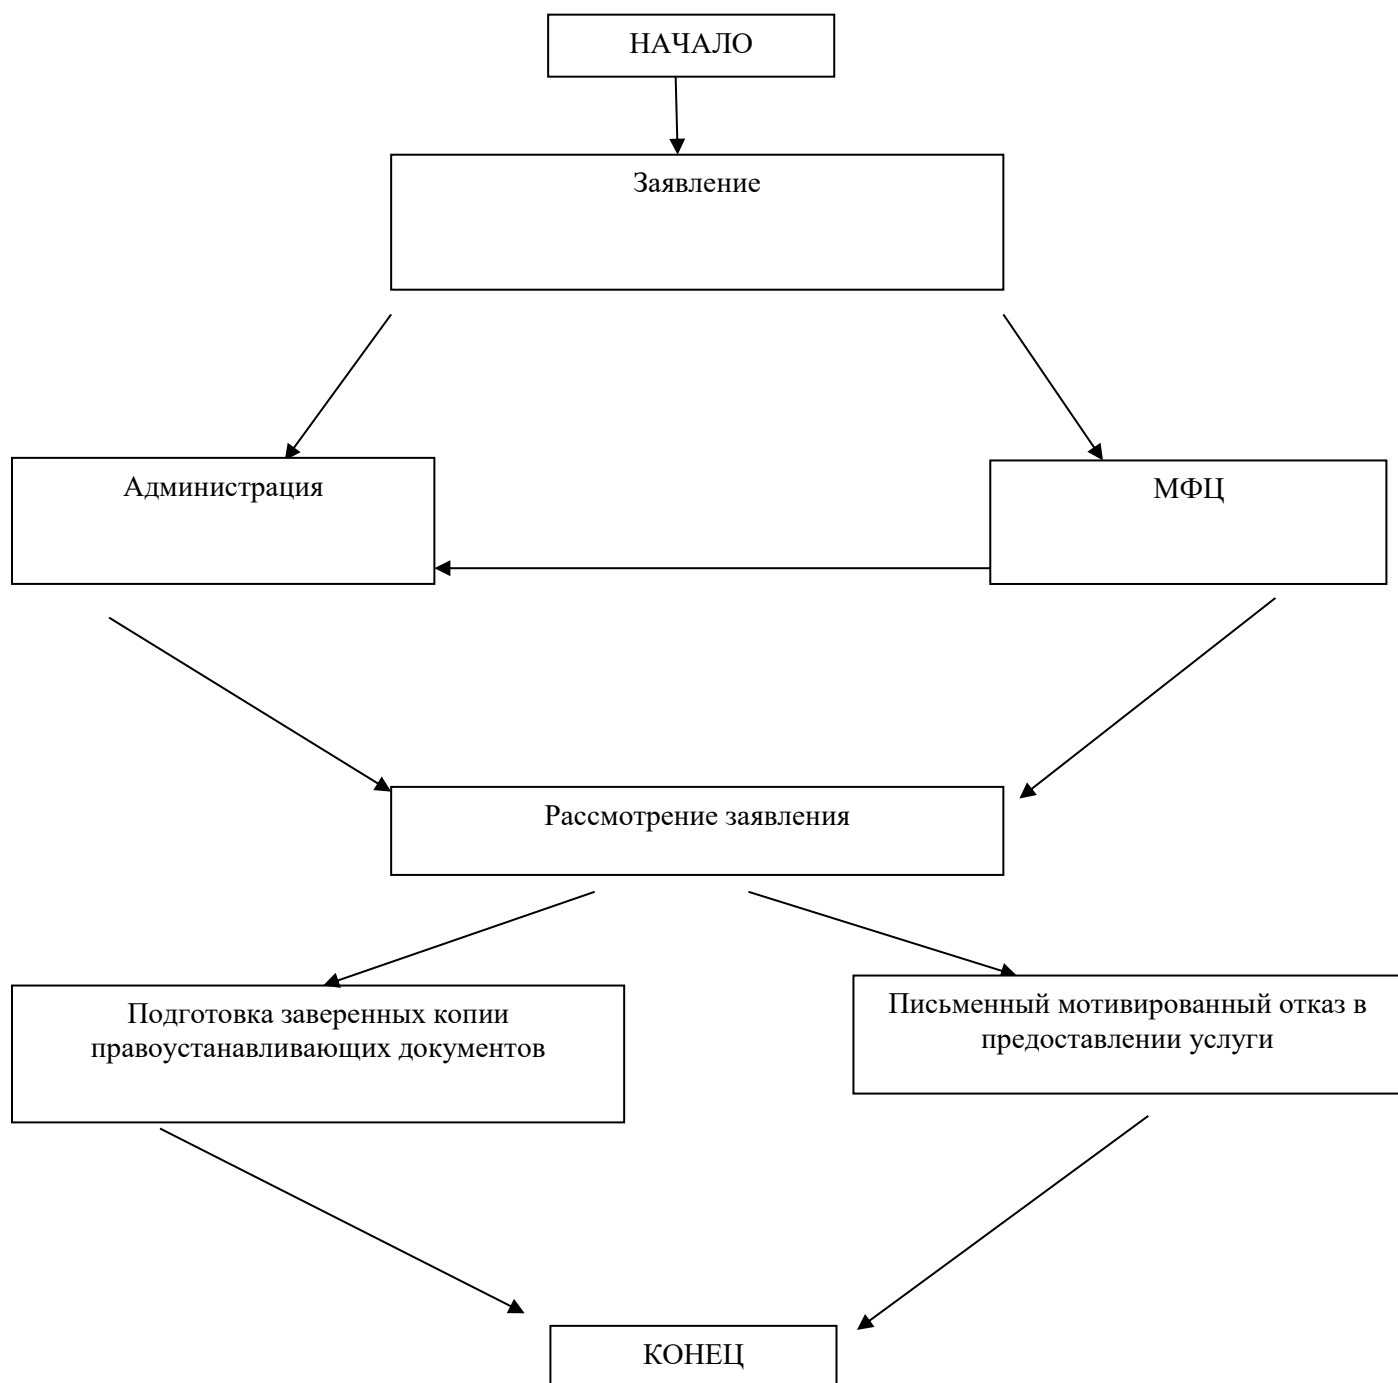 НАЧАЛО
Заявление
Администрация
МФЦ
Рассмотрение заявления
Подготовка заверенных копии
правоустанавливающих документов
Письменный мотивированный отказ в
предоставлении услуги
КОНЕЦ